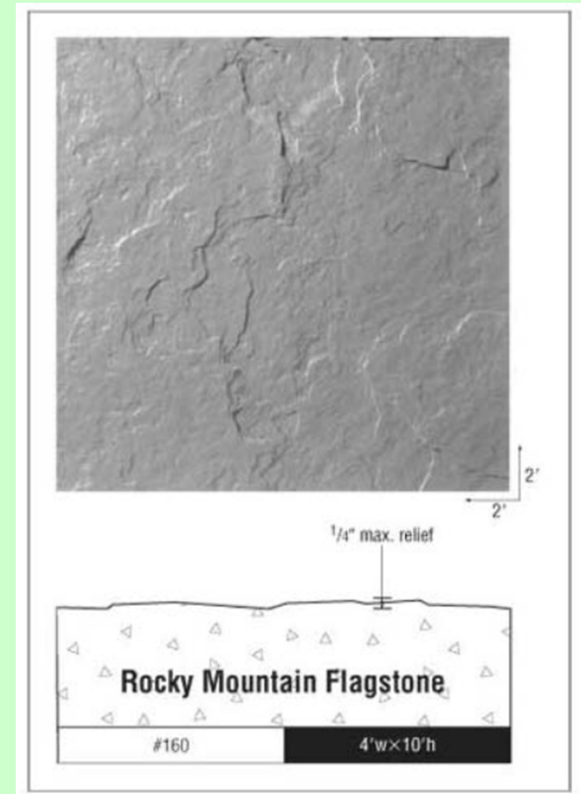 2'
2'
1/4" max. relief
Rocky Mountain Flagstone
#160
4'w×10'h